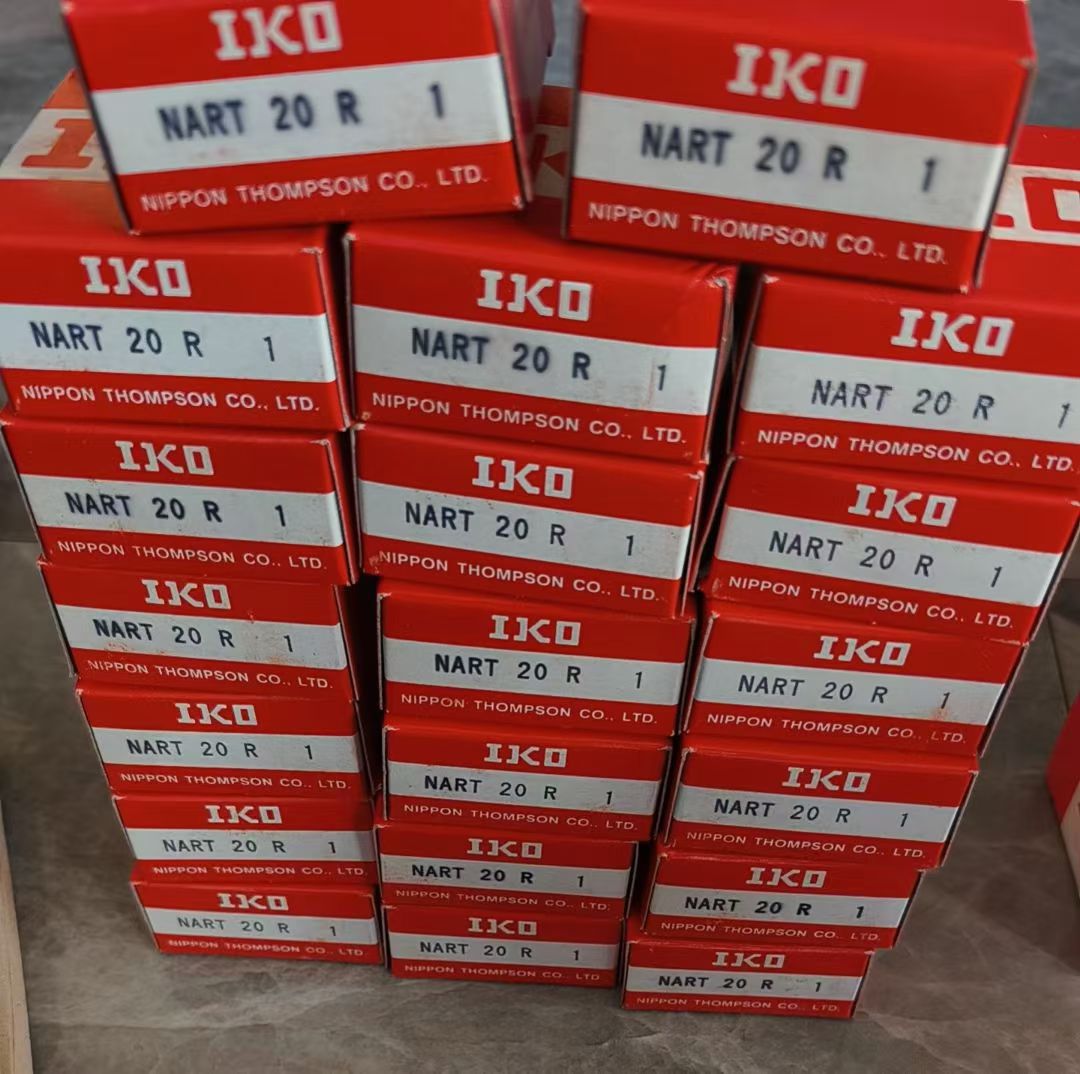 IKO
NART 20 R 1
NIPPON THOMPSON CO., LTD.
IKO
NART 20 R 1
NIPPON THOMPSON CO., LTD.
IKO
NART 20 R 1
NIPPON THOMPSON CO., LTD.
IKO
NART 20 R 1
NIPPON THOMPSON CO., LTD.
IKO
NART 20 R 1
NIPPON THOMPSON CO., LTD.
IKO
NART 20 R 1
NIPPON THOMPSON CO., LTD.
IKO
NART 20 R 1
NIPPON THOMPSON CO., LTD.
IKO
NART 20 R 1
NIPPON THOMPSON CO., LTD.
IKO
NART 20 R 1
NIPPON THOMPSON CO., LTD.
IKO
NART 20 R 1
NIPPON THOMPSON CO., LTD.
IKO
NART 20 R 1
NIPPON THOMPSON CO., LTD.
IKO
NART 20 R 1
NIPPON THOMPSON CO., LTD.
IKO
NART 20 R 1
NIPPON THOMPSON CO., LTD.
IKO
NART 20 R 1
NIPPON THOMPSON CO., LTD.
IKO
NART 20 R 1
NIPPON THOMPSON CO., LTD.
IKO
NART 20 R 1
NIPPON THOMPSON CO., LTD.
IKO
NART 20 R 1
NIPPON THOMPSON CO., LTD.
IKO
NART 20 R 1
NIPPON THOMPSON CO., LTD.
IKO
NART 20 R 1
NIPPON THOMPSON CO., LTD.
IKO
NART 20 R 1
NIPPON THOMPSON CO., LTD.